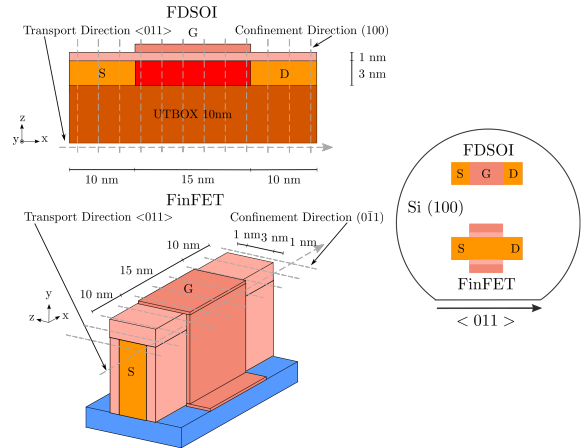 FDSOI
Transport Direction <011>
G
Confinement Direction (100)
1 nm
3 nm
S
D
UTBOX 10nm
z
y
x
10 nm
15 nm
10 nm
FinFET
Transport Direction <011>
Confinement Direction (01̄1)
10 nm
15 nm
10 nm
1 nm
3 nm
1 nm
G
S
y
z
x
FDSOI
S
G
D
Si (100)
S
D
FinFET
< 011 >